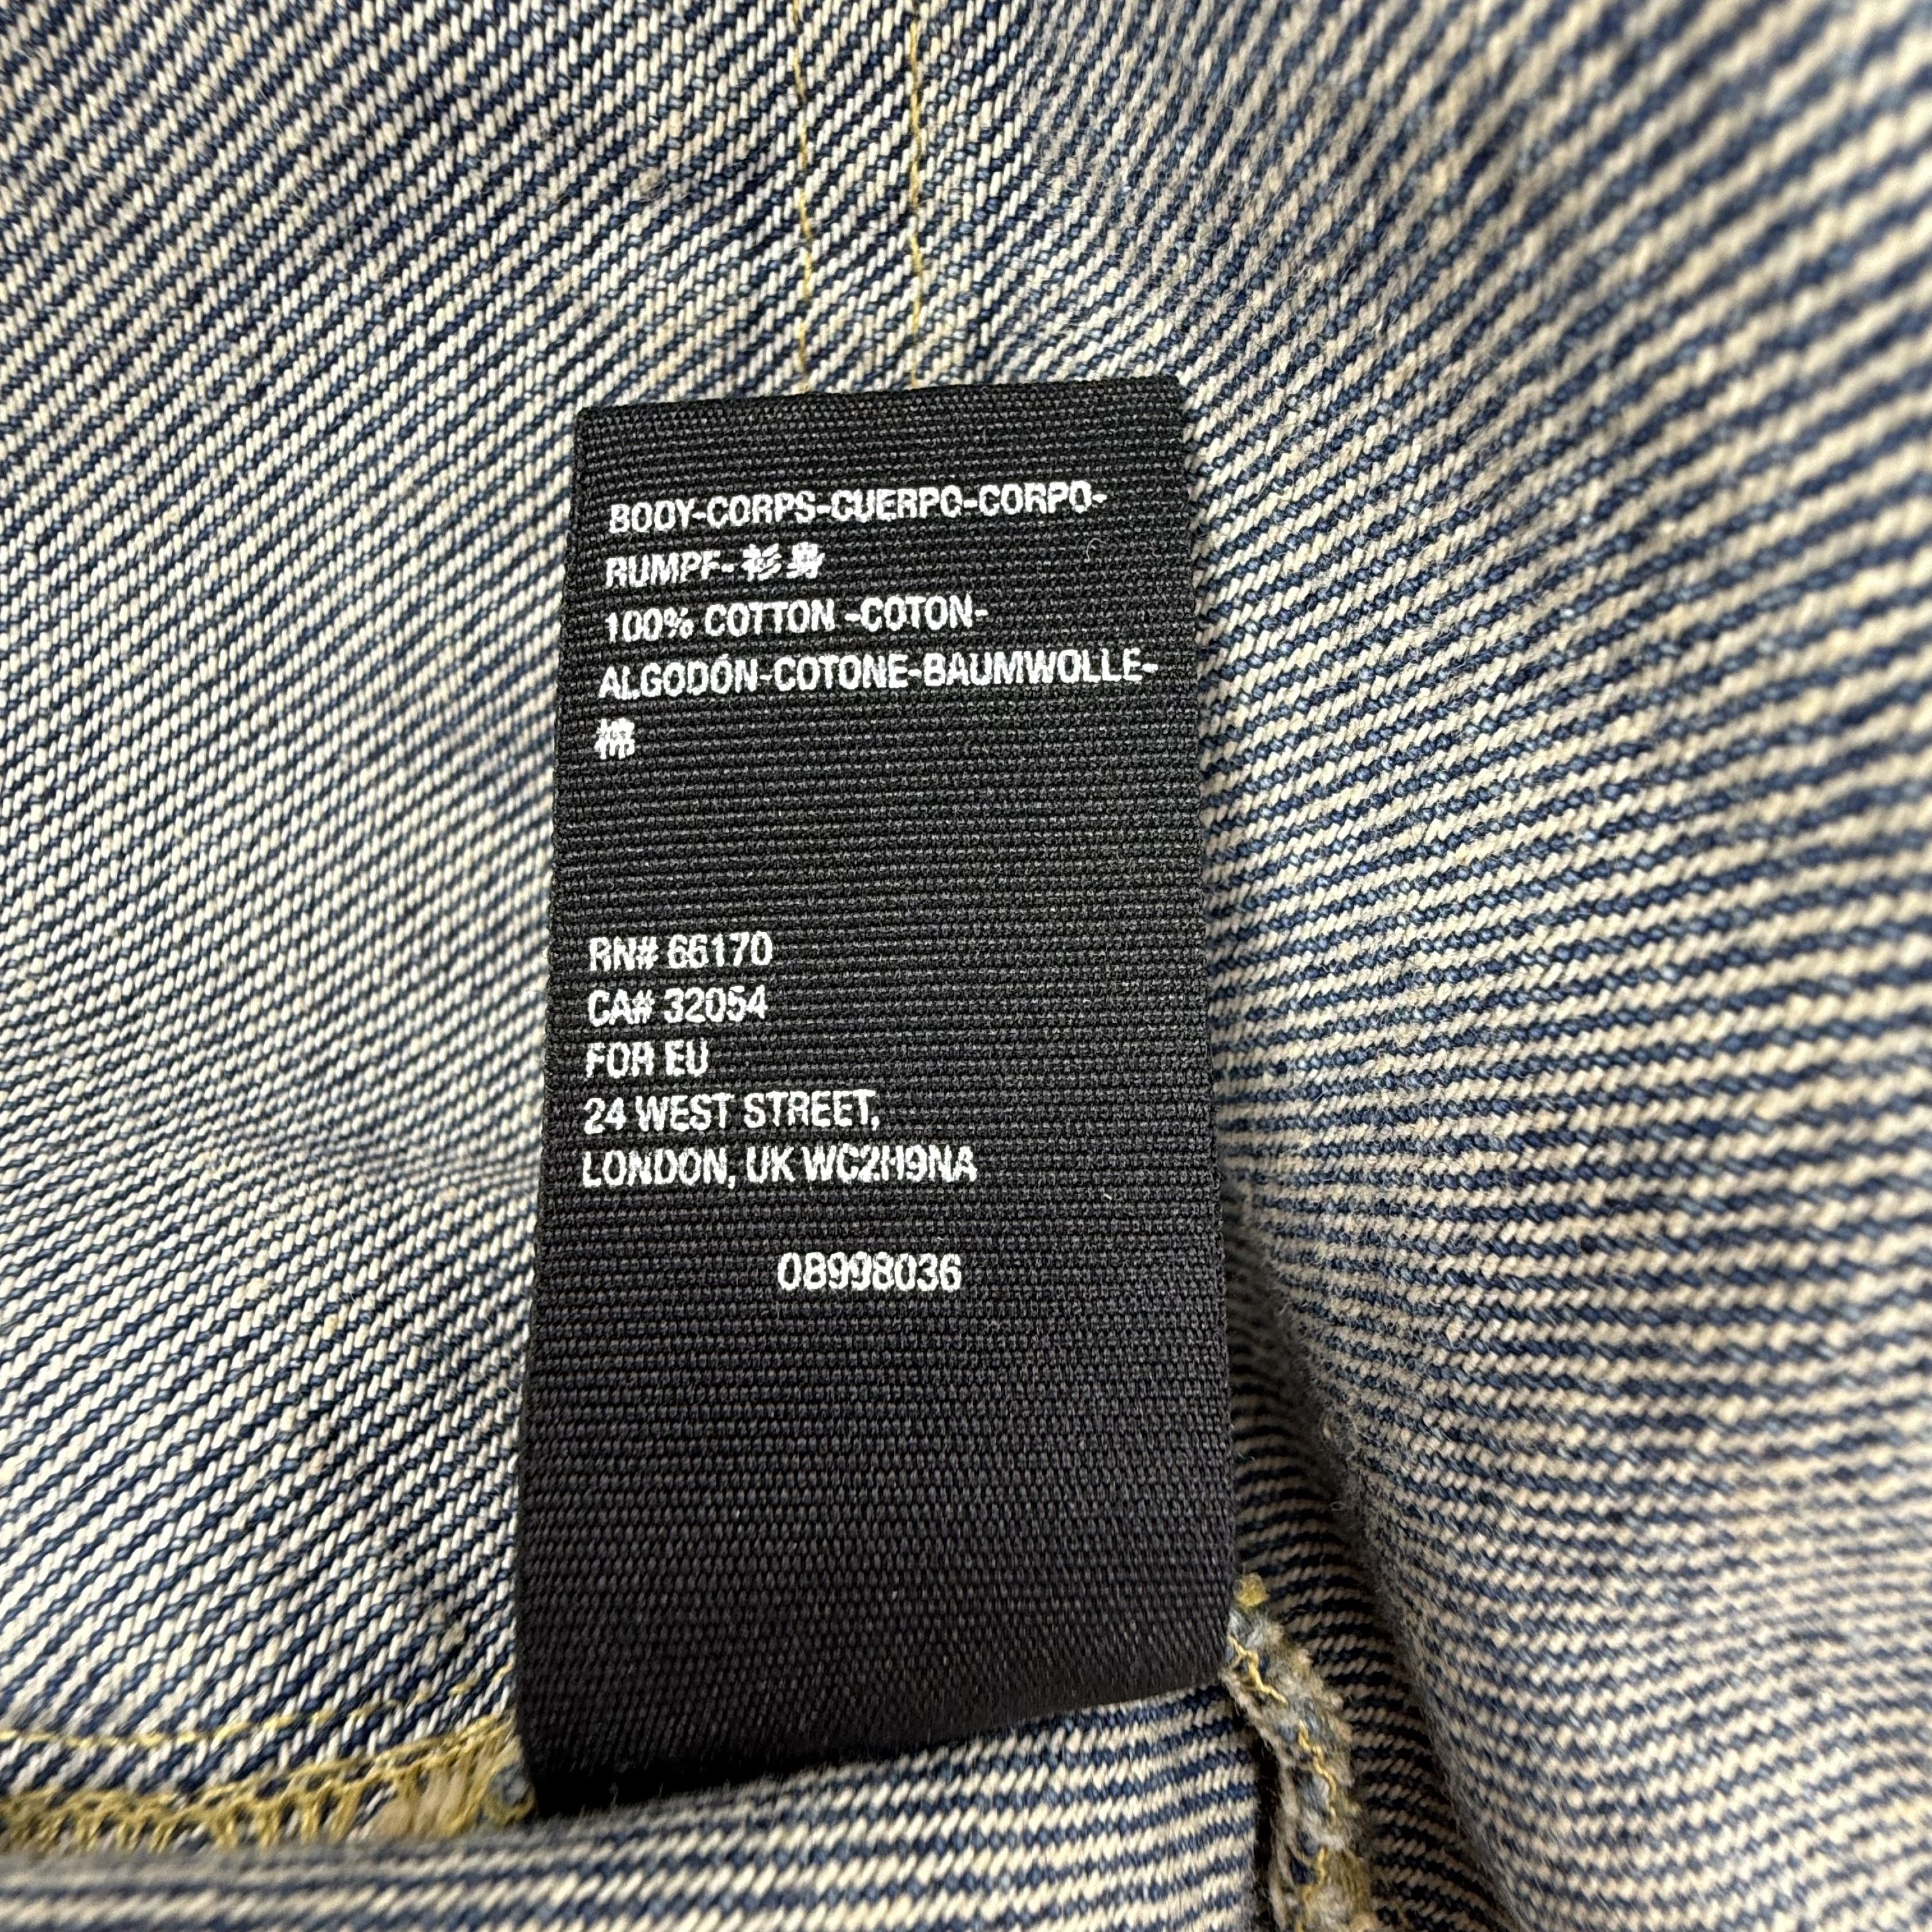 BODY-CORPS-CUERPO-CORPO-
RUMPF-衫身
100% COTTON -COTON-
ALGODÓN-COTONE-BAUMWOLLE-
棉
RN# 66170
CA# 32054
FOR EU
24 WEST STREET,
LONDON, UK WC2H9NA
08998036